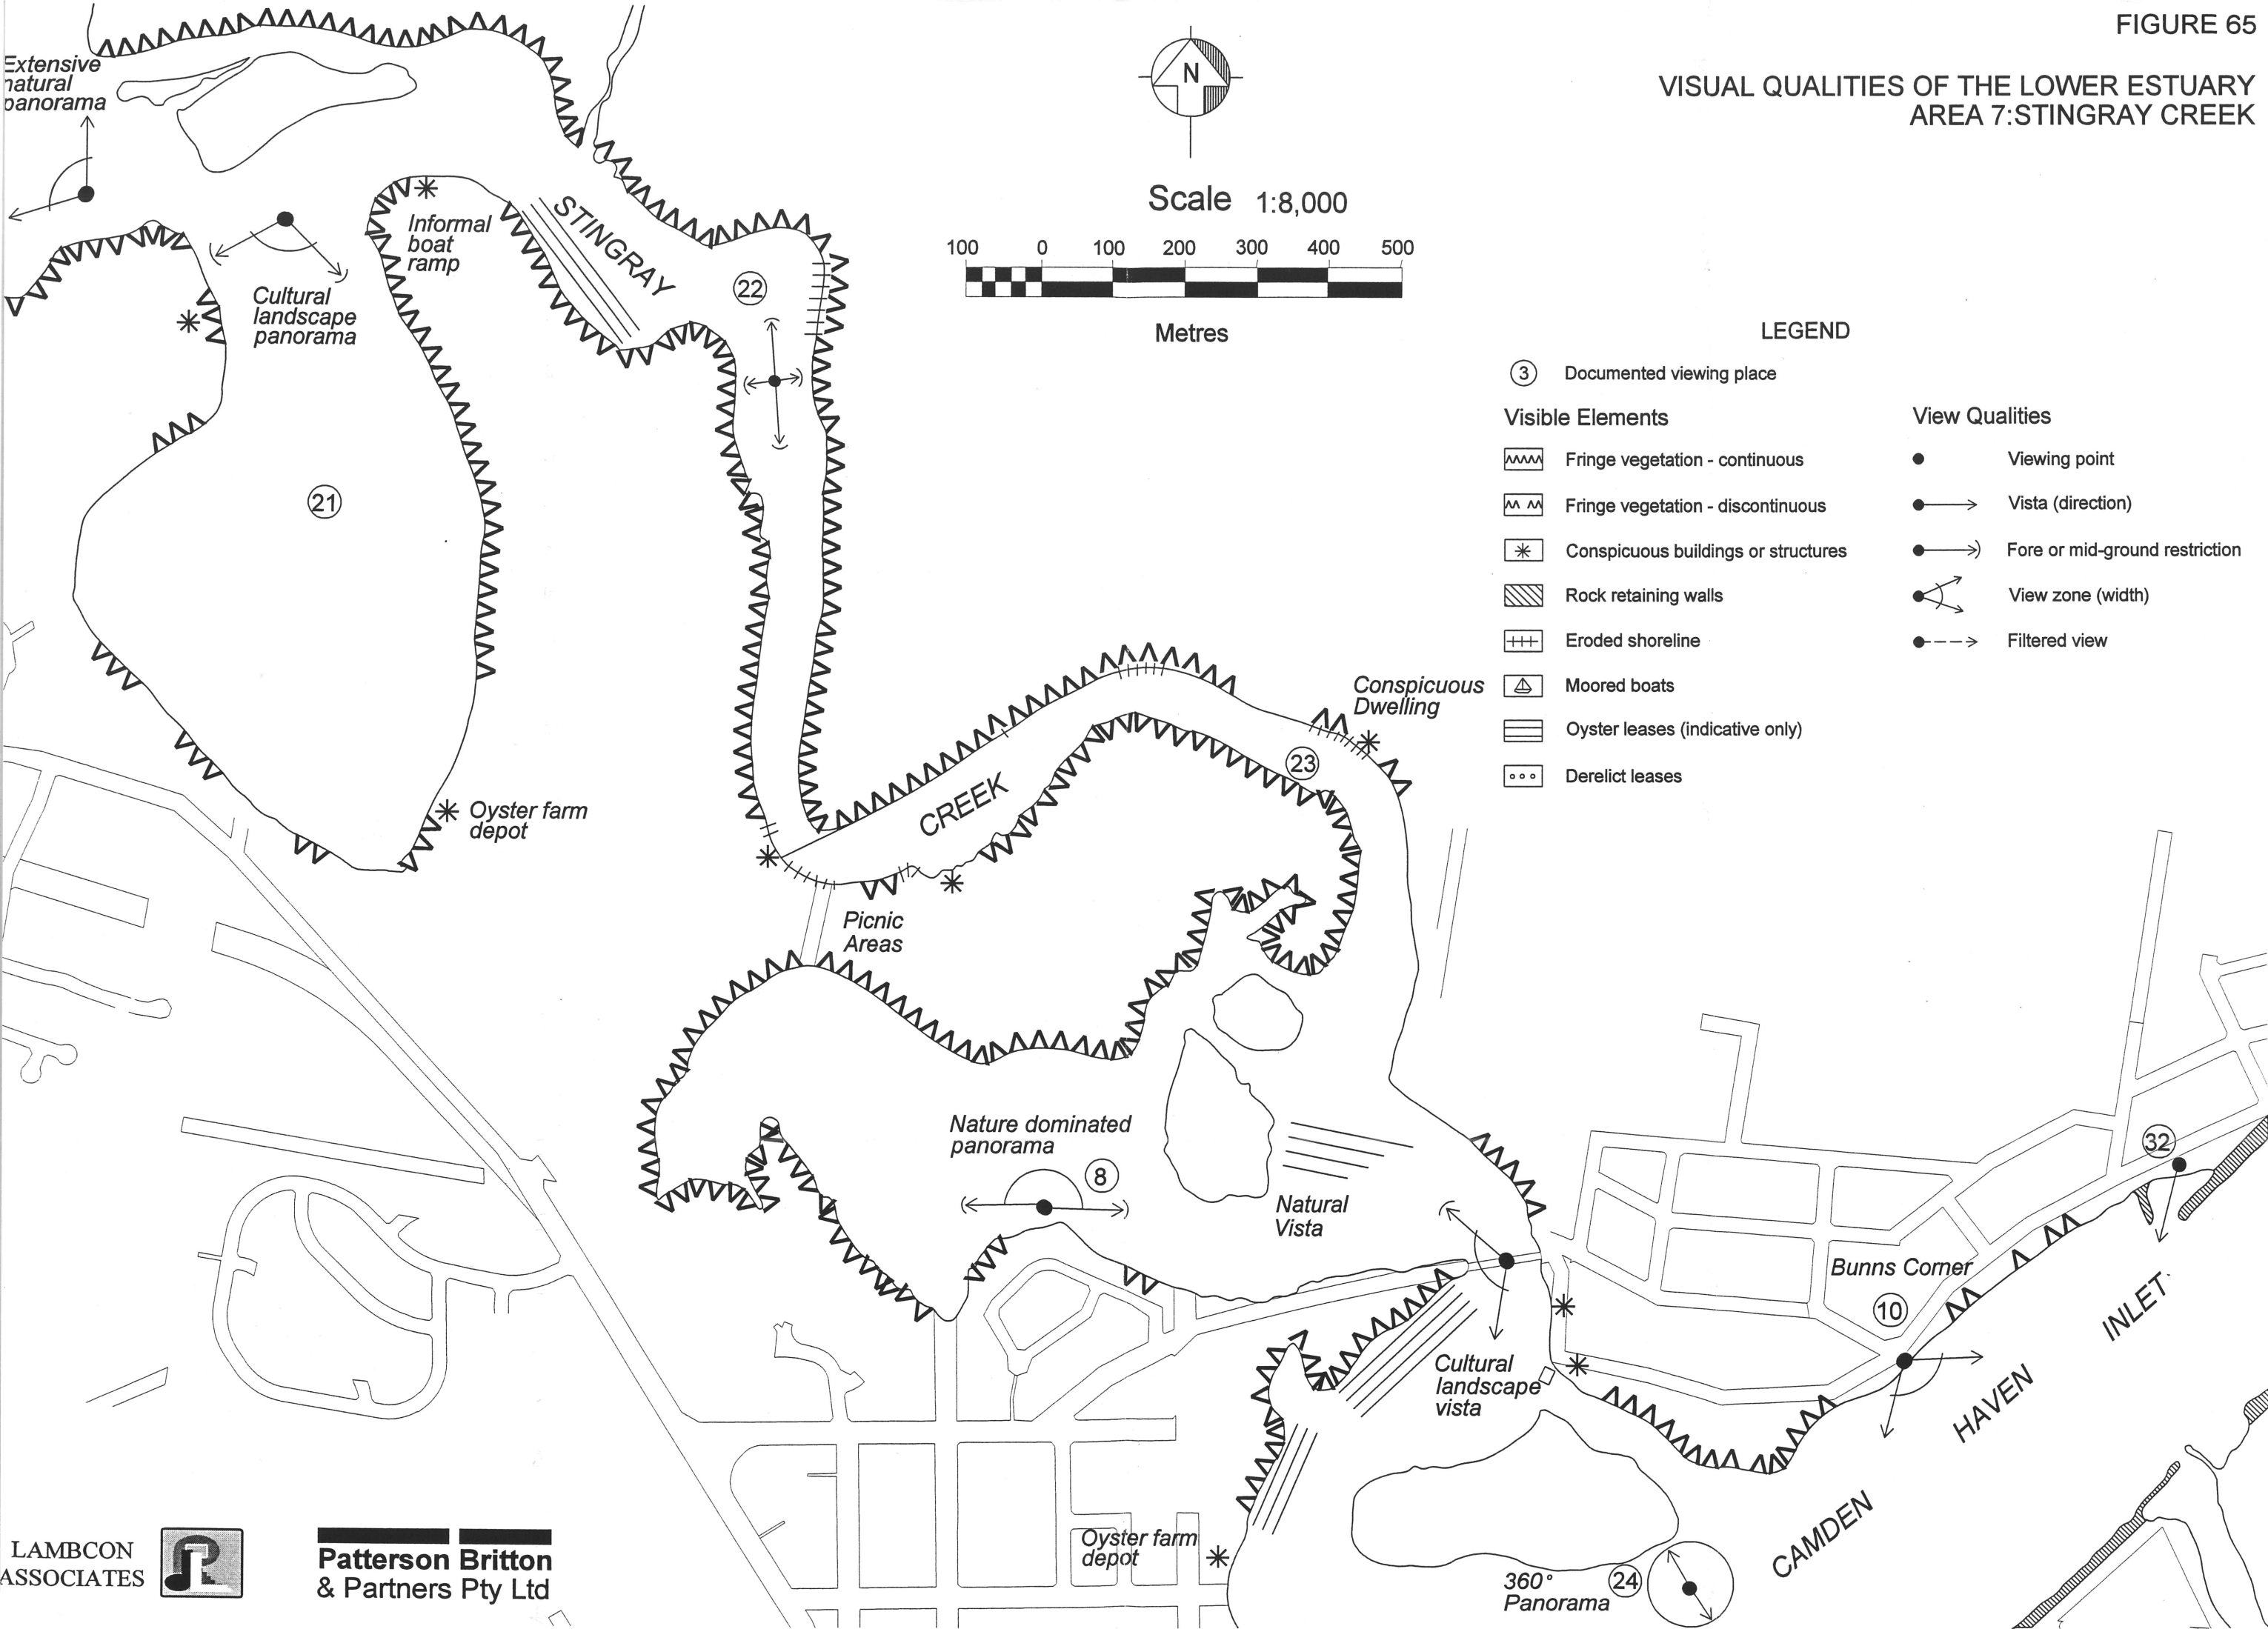 FIGURE 65
VISUAL QUALITIES OF THE LOWER ESTUARY
AREA 7:STINGRAY CREEK
N
Scale 1:8,000
100 0 100 200 300 400 500
Metres
LEGEND
3 Documented viewing place
Visible Elements
Fringe vegetation - continuous
Fringe vegetation - discontinuous
Conspicuous buildings or structures
Rock retaining walls
Eroded shoreline
Moored boats
Oyster leases (indicative only)
Derelict leases
View Qualities
Viewing point
Vista (direction)
Fore or mid-ground restriction
View zone (width)
Filtered view
Extensive
natural
panorama
Informal
boat
ramp
Cultural
landscape
panorama
STINGRAY
22
21
Oyster farm
depot
Conspicuous
Dwelling
23
CREEK
Picnic
Areas
Nature dominated
panorama
8
Natural
Vista
32
Bunns Corner
10
INLET
HAVEN
CAMDEN
Cultural
landscape
vista
Oyster farm
depot
360°
Panorama
24
LAMBCON
ASSOCIATES
Patterson Britton
& Partners Pty Ltd